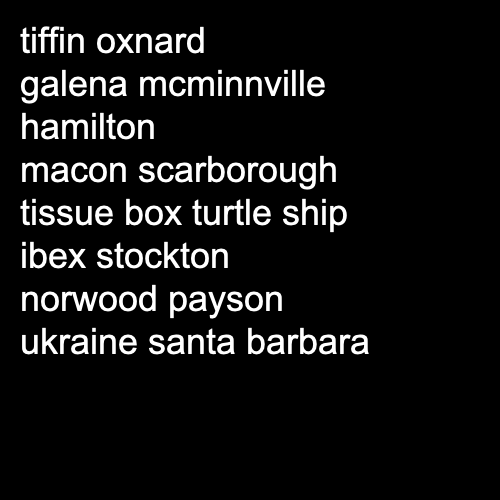 tiffin oxnard
galena mcminnville
hamilton
macon scarborough
tissue box turtle ship
ibex stockton
norwood payson
ukraine santa barbara